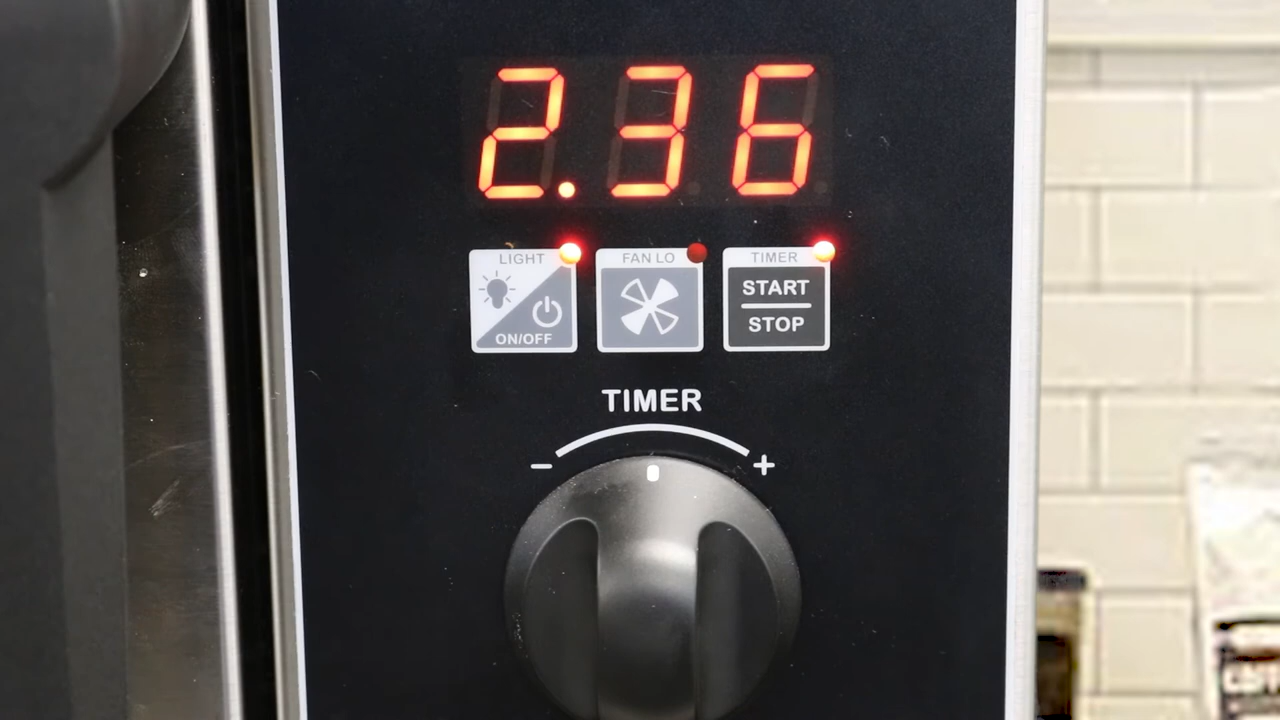 2.36
LIGHT
ON/OFF
FAN LO
TIMER
START
STOP
TIMER
- +